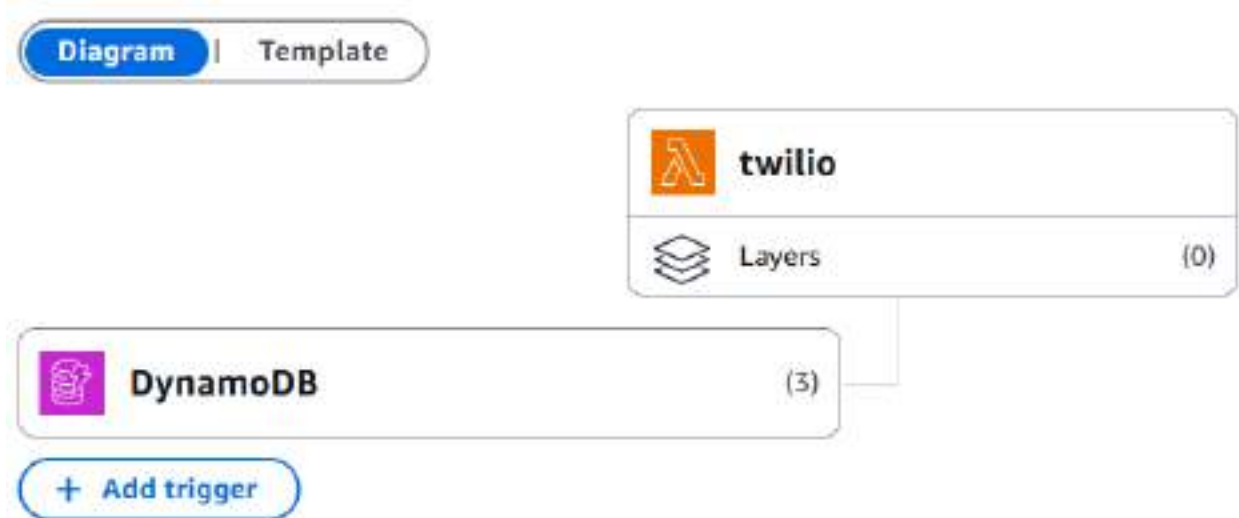 Diagram | Template
twilio
Layers (0)
DynamoDB (3)
+ Add trigger